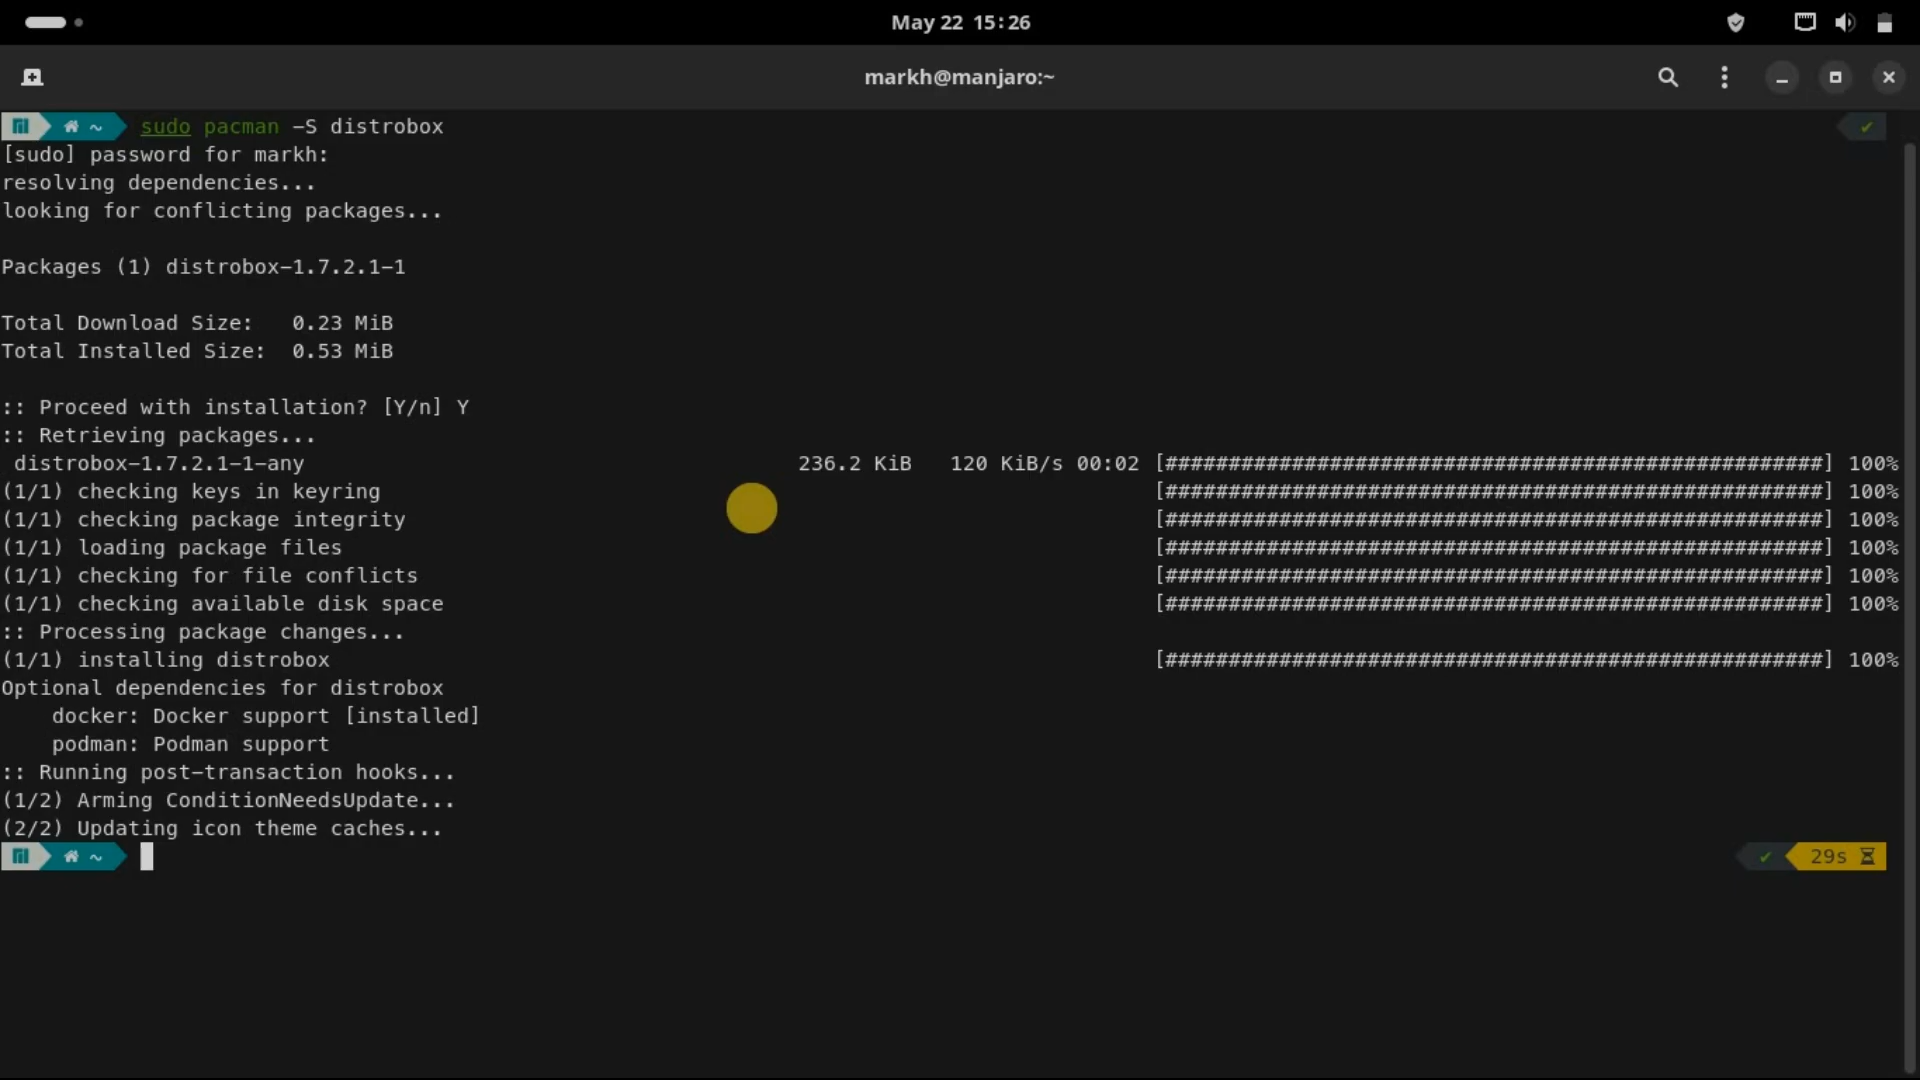 May 22 15:26
markh@manjaro:~
~ sudo pacman -S distrobox
[sudo] password for markh:
resolving dependencies...
looking for conflicting packages...
Packages (1) distrobox-1.7.2.1-1
Total Download Size:   0.23 MiB
Total Installed Size:  0.53 MiB
:: Proceed with installation? [Y/n] Y
:: Retrieving packages...
distrobox-1.7.2.1-1-any 236.2 KiB 120 KiB/s 00:02 [####################################################] 100%
(1/1) checking keys in keyring [####################################################] 100%
(1/1) checking package integrity [####################################################] 100%
(1/1) loading package files [####################################################] 100%
(1/1) checking for file conflicts [####################################################] 100%
(1/1) checking available disk space [####################################################] 100%
:: Processing package changes...
(1/1) installing distrobox [####################################################] 100%
Optional dependencies for distrobox
docker: Docker support [installed]
podman: Podman support
:: Running post-transaction hooks...
(1/2) Arming ConditionNeedsUpdate...
(2/2) Updating icon theme caches...
~ 29s